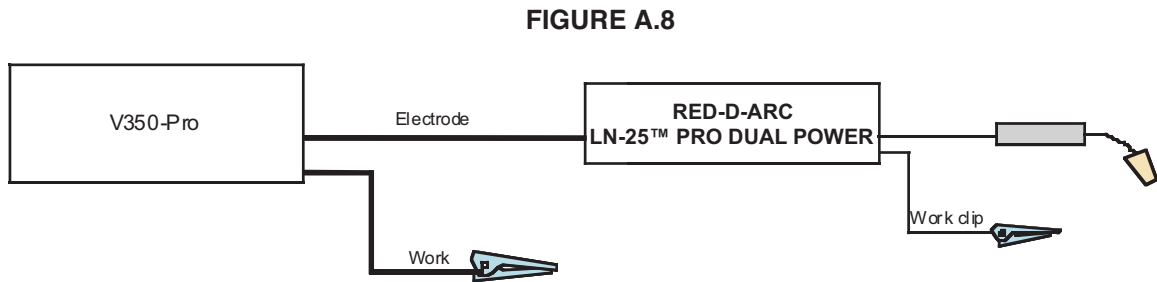 FIGURE A.8
V350-Pro
Electrode
RED-D-ARC
LN-25™ PRO DUAL POWER
Work clip
Work